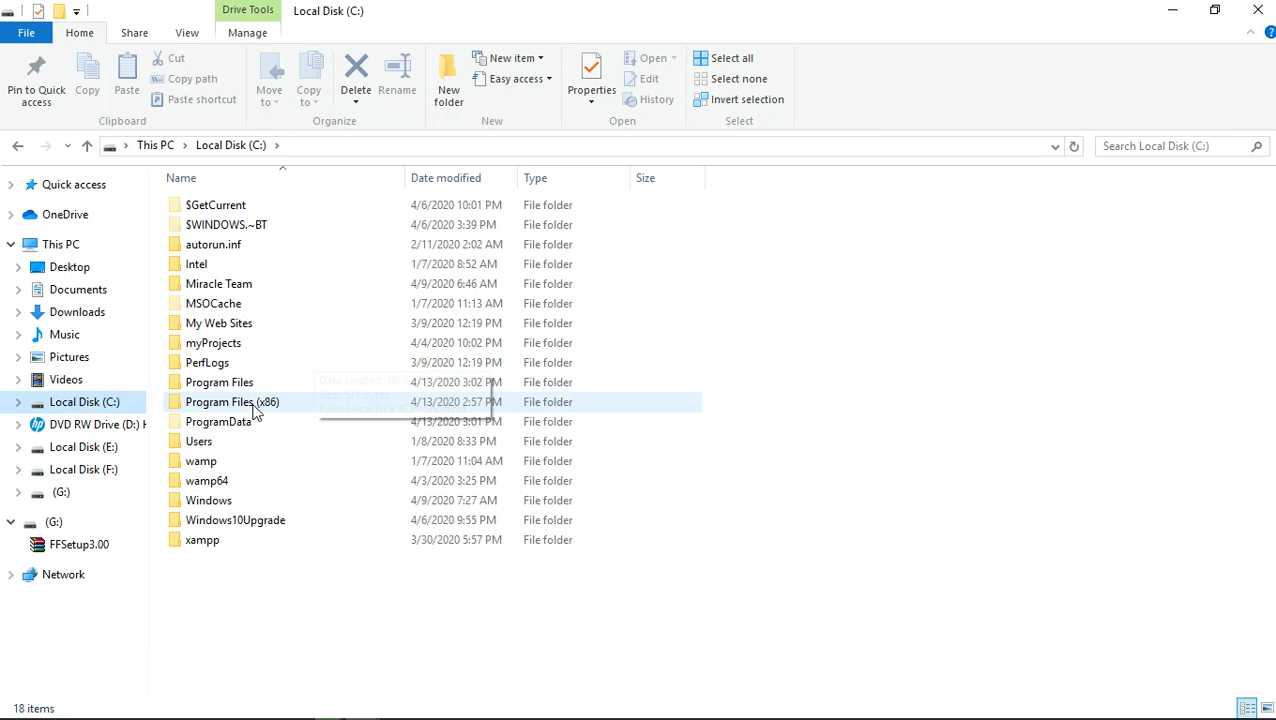 Drive Tools
Local Disk (C:)
File
Home
Share
View
Manage
Pin to Quick access
Copy
Paste
Cut
Copy path
Paste shortcut
Clipboard
Move to
Copy to
Delete
Rename
Organize
New folder
New item
Easy access
New
Properties
Open
Edit
History
Open
Select all
Select none
Invert selection
Select
This PC > Local Disk (C:) >
Search Local Disk (C:)
Quick access
OneDrive
This PC
Desktop
Documents
Downloads
Music
Pictures
Videos
Local Disk (C:)
DVD RW Drive (D:) H
Local Disk (E:)
Local Disk (F:)
(G:)
(G:)
FFSetup3.00
Network
Name Date modified Type Size
$GetCurrent 4/6/2020 10:01 PM File folder
$WINDOWS.~BT 4/6/2020 3:39 PM File folder
autorun.inf 2/11/2020 2:02 AM File folder
Intel 1/7/2020 8:52 AM File folder
Miracle Team 4/9/2020 6:46 AM File folder
MSOCache 1/7/2020 11:13 AM File folder
My Web Sites 3/9/2020 12:19 PM File folder
myProjects 4/4/2020 10:02 PM File folder
PerfLogs 3/9/2020 12:19 PM File folder
Program Files 4/13/2020 3:02 PM File folder
Program Files (x86) 4/13/2020 2:57 PM File folder
ProgramData 4/13/2020 3:01 PM File folder
Users 1/8/2020 8:33 PM File folder
wamp 1/7/2020 11:04 AM File folder
wamp64 4/3/2020 3:25 PM File folder
Windows 4/9/2020 7:27 AM File folder
Windows10Upgrade 4/6/2020 9:55 PM File folder
xampp 3/30/2020 5:57 PM File folder
18 items